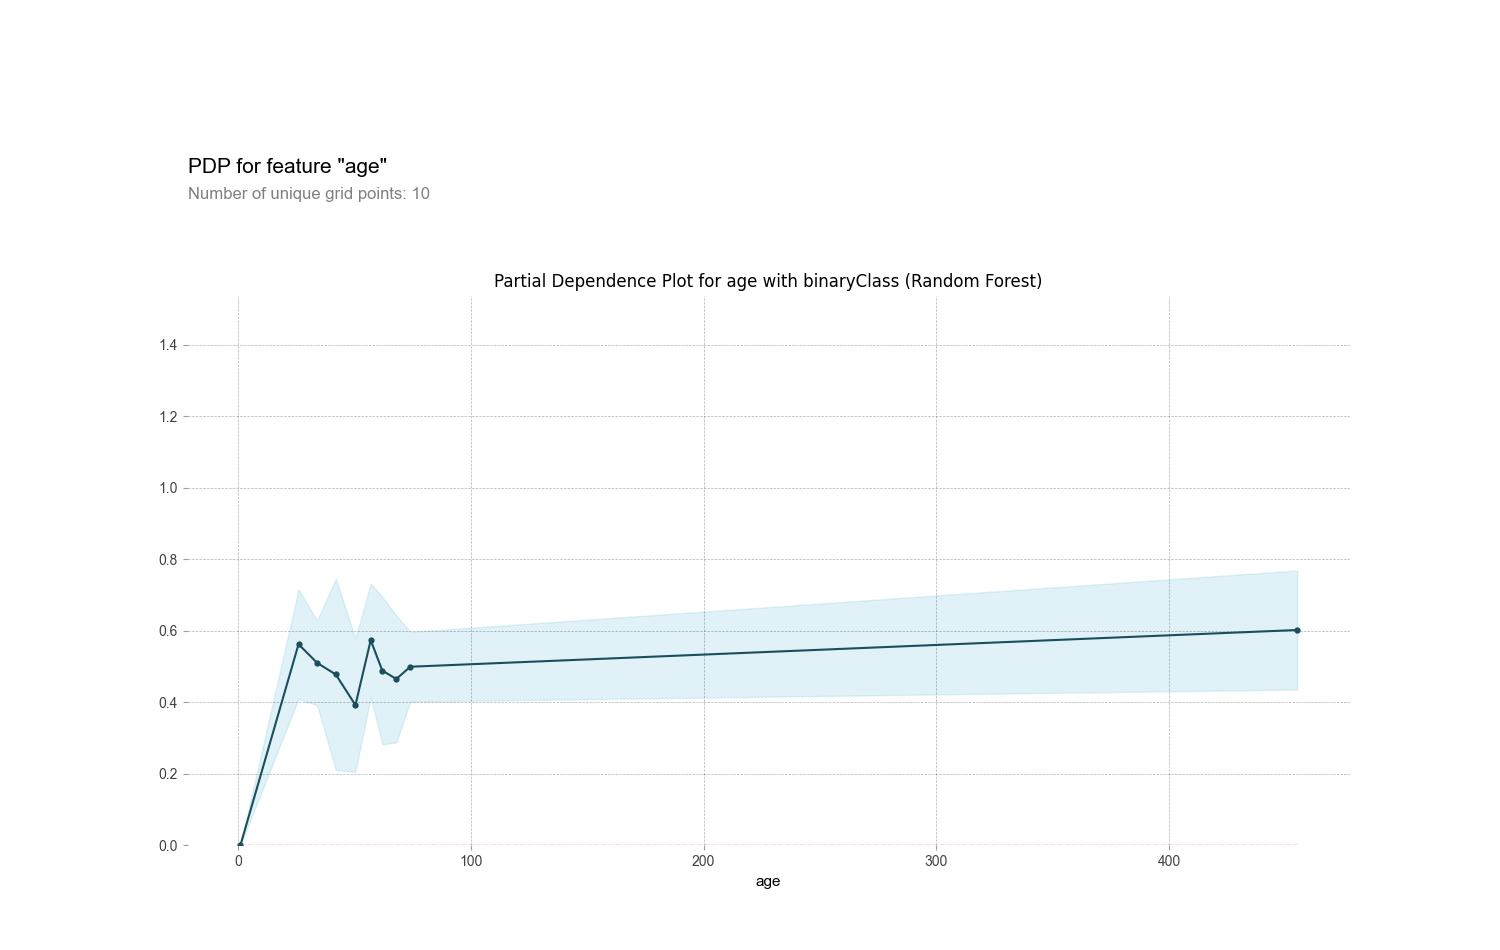 PDP for feature "age"
Number of unique grid points: 10
Partial Dependence Plot for age with binaryClass (Random Forest)
1.4
1.2
1.0
0.8
0.6
0.4
0.2
0.0
0 100 200 300 400
age